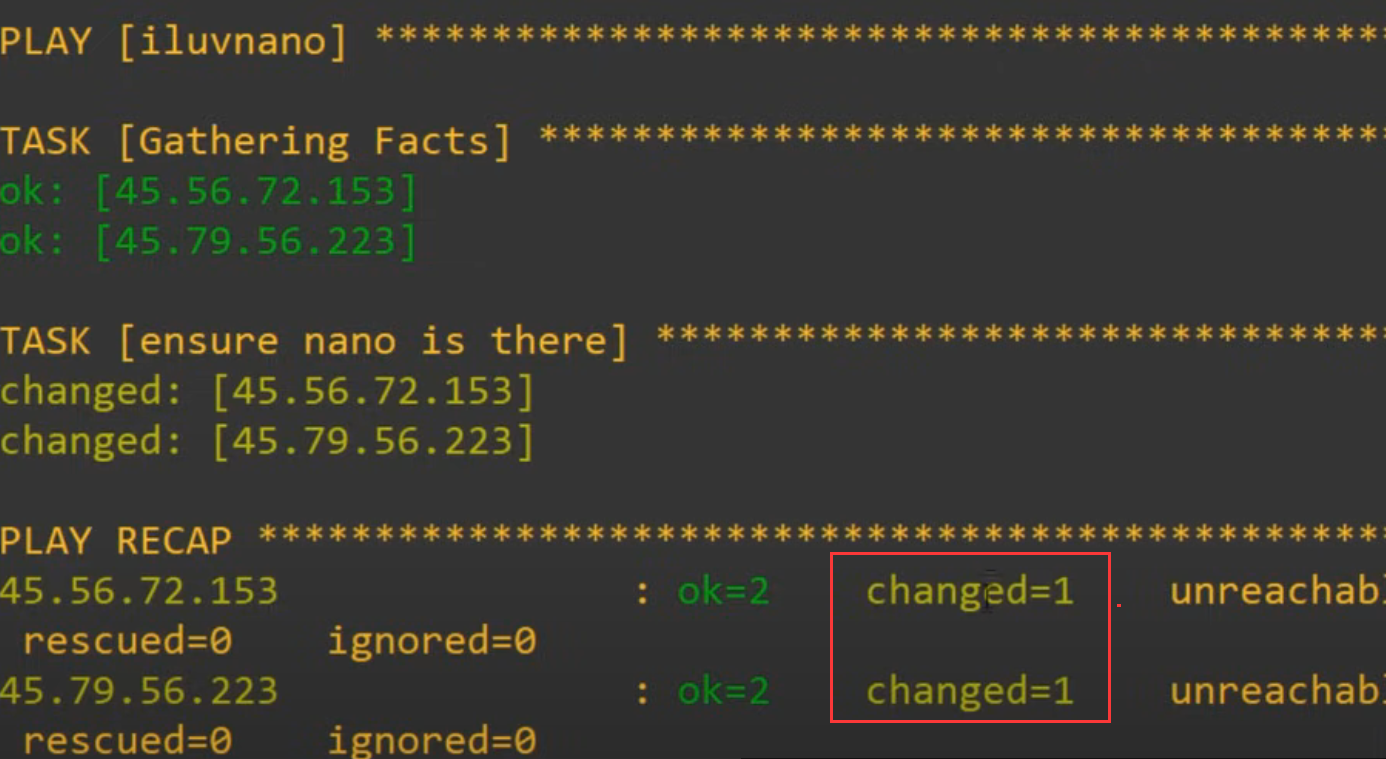 PLAY [iluvnano] *******************************************
TASK [Gathering Facts] ************************************
ok: [45.56.72.153]
ok: [45.79.56.223]
TASK [ensure nano is there] *******************************
changed: [45.56.72.153]
changed: [45.79.56.223]
PLAY RECAP ************************************************
45.56.72.153 : ok=2 changed=1 unreachabl
rescued=0 ignored=0
45.79.56.223 : ok=2 changed=1 unreachabl
rescued=0 ignored=0